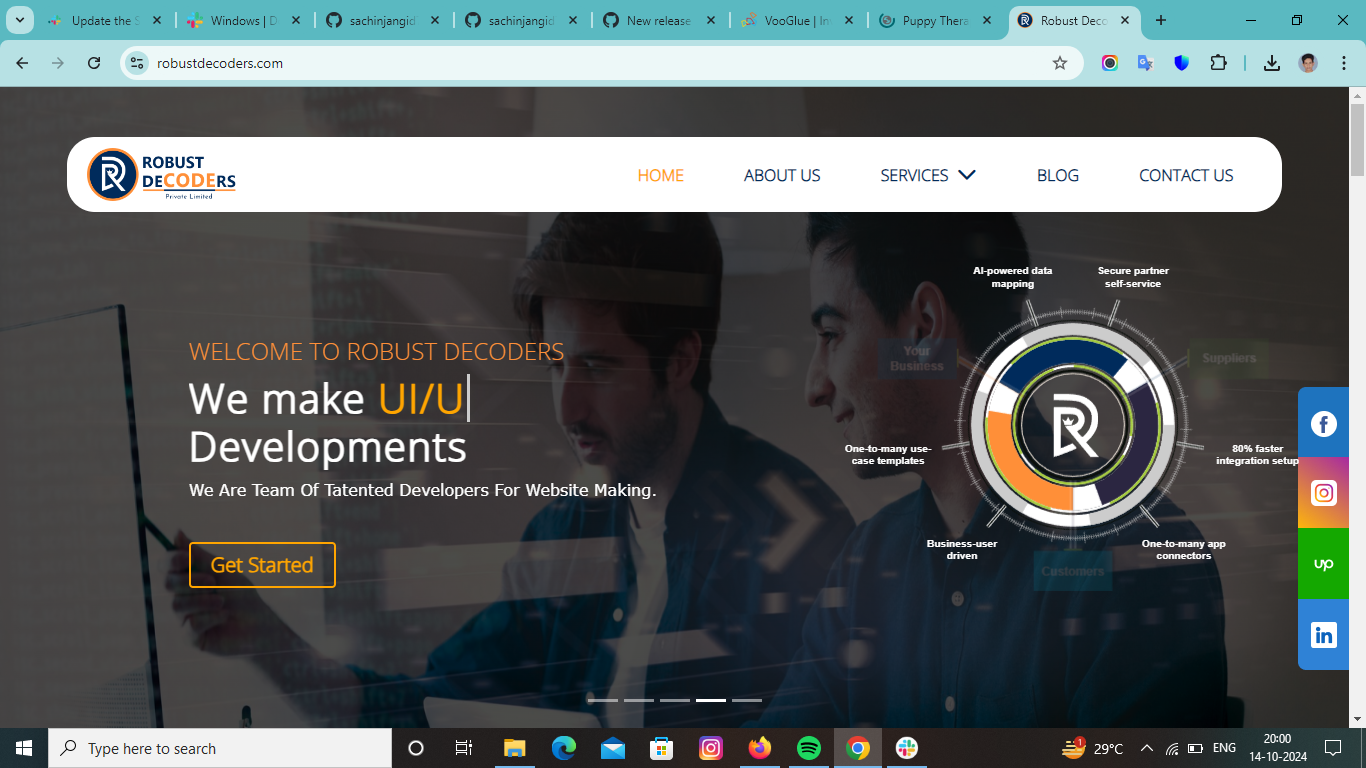 Update the S
Windows | D
sachinjangid
sachinjangid
New release
VooGlue | In
Puppy Thera
Robust Deco
robustdecoders.com
ROBUST
DECODERS
Private Limited
HOME
ABOUT US
SERVICES
BLOG
CONTACT US
AI-powered data
mapping
Secure partner
self-service
Your
Business
Suppliers
WELCOME TO ROBUST DECODERS
We make UI/U
Developments
We Are Team Of Tatented Developers For Website Making.
Get Started
One-to-many use-
case templates
80% faster
integration setup
Business-user
driven
One-to-many app
connectors
Customers
up
in
Type here to search
1
29°C
ENG
20:00
14-10-2024